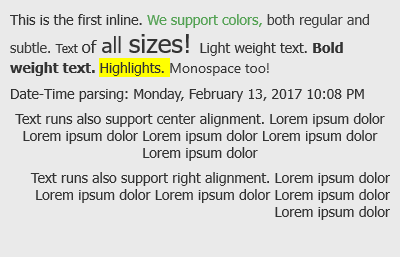 This is the first inline. We support colors, both regular and
subtle. Text of all sizes! Light weight text. Bold
weight text. Highlights. Monospace too!
Date-Time parsing: Monday, February 13, 2017 10:08 PM
Text runs also support center alignment. Lorem ipsum dolor
Lorem ipsum dolor Lorem ipsum dolor Lorem ipsum dolor
Lorem ipsum dolor
Text runs also support right alignment. Lorem ipsum dolor
Lorem ipsum dolor Lorem ipsum dolor Lorem ipsum dolor
Lorem ipsum dolor